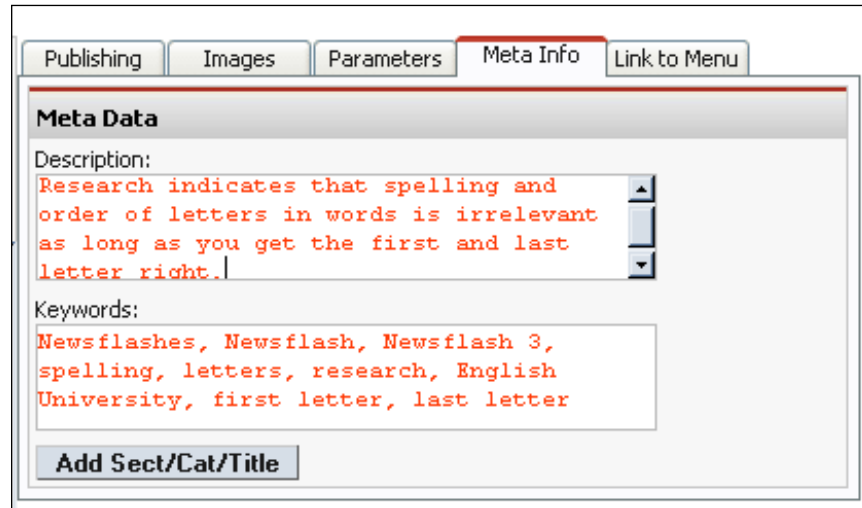 Publishing Images Parameters Meta Info Link to Menu
Meta Data
Description:
Research indicates that spelling and
order of letters in words is irrelevant
as long as you get the first and last
letter right.
Keywords:
Newsflashes, Newsflash, Newsflash 3,
spelling, letters, research, English
University, first letter, last letter
Add Sect/Cat/Title